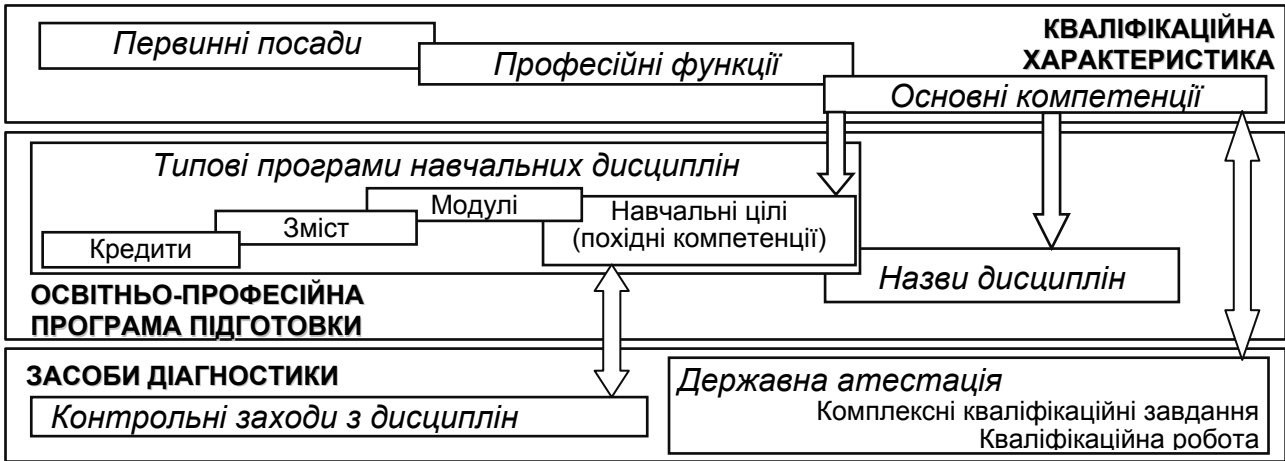 КВАЛІФІКАЦІЙНА
ХАРАКТЕРИСТИКА
Первинні посади
Професійні функції
Основні компетенції
Типові програми навчальних дисциплін
Модулі
Навчальні цілі
(похідні компетенції)
Зміст
Кредити
Назви дисциплін
ОСВІТНЬО-ПРОФЕСІЙНА
ПРОГРАМА ПІДГОТОВКИ
ЗАСОБИ ДІАГНОСТИКИ
Контрольні заходи з дисциплін
Державна атестація
Комплексні кваліфікаційні завдання
Кваліфікаційна робота